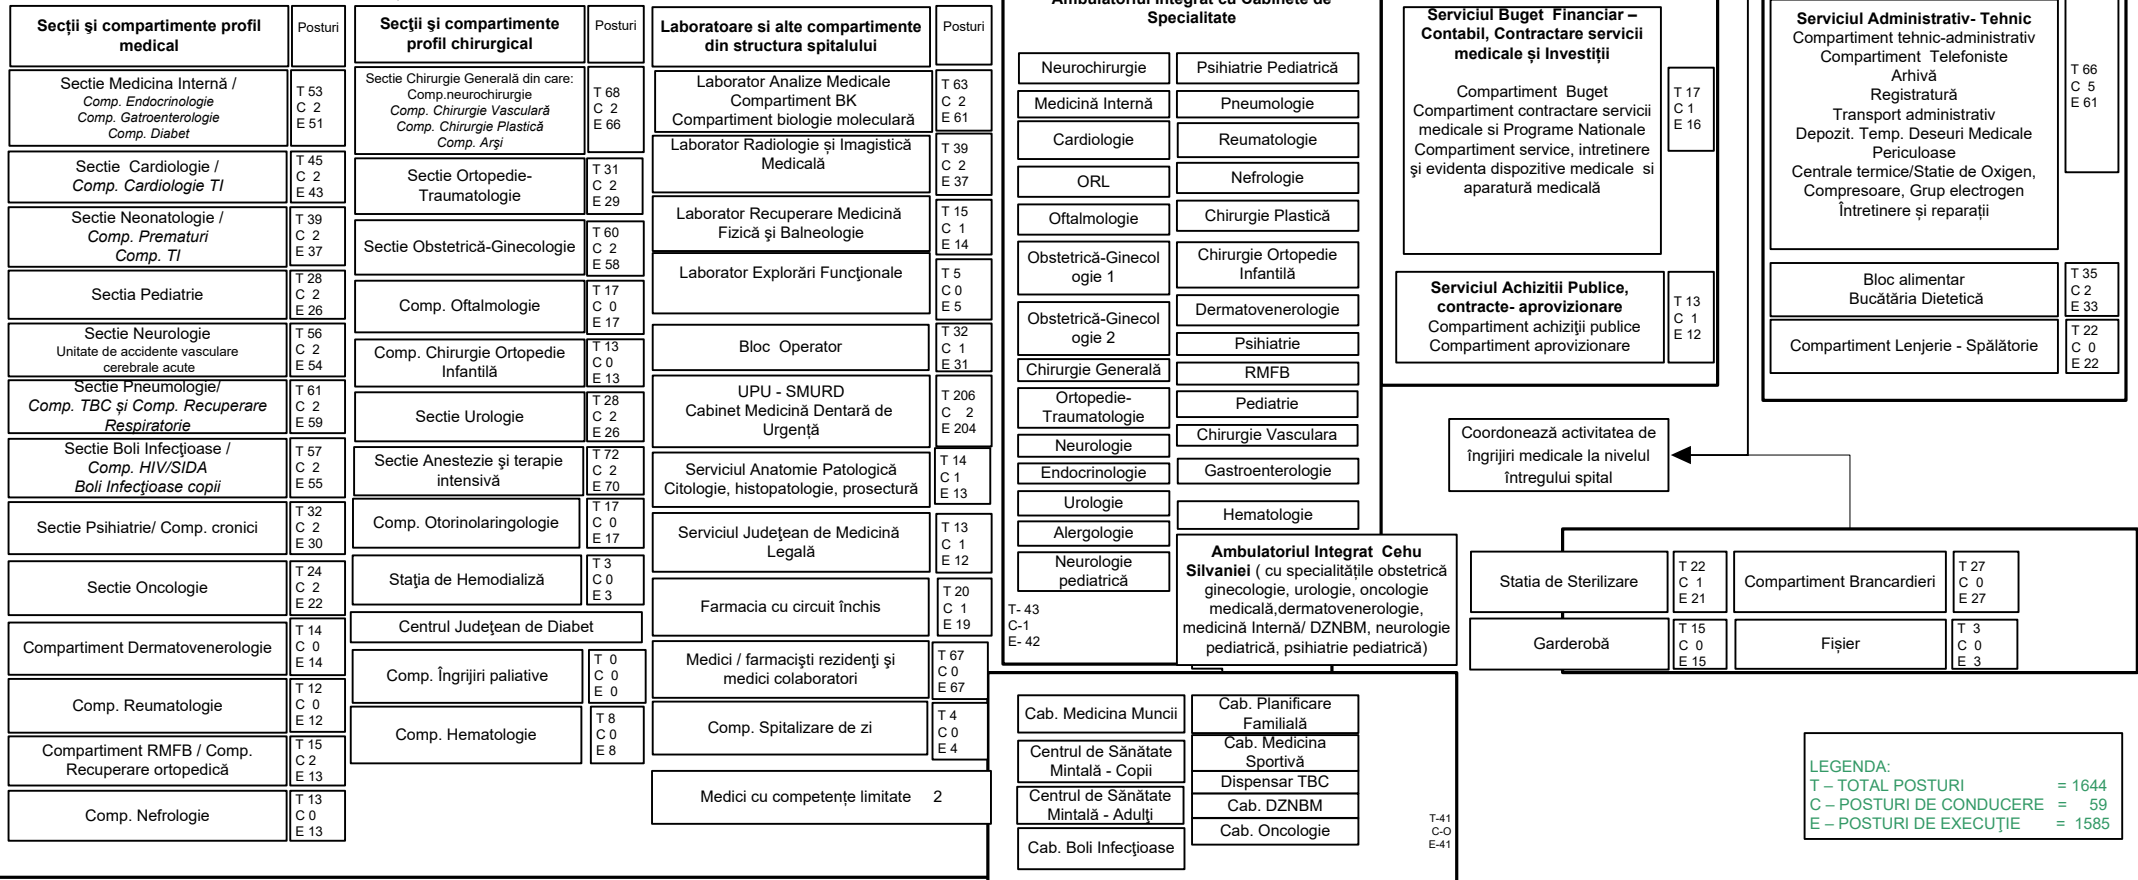 Secții şi compartimente profil
medical
Posturi
Sectie Medicina Internă /
Comp. Endocrinologie
Comp. Gatroenterologie
Comp. Diabet
T 53
C 2
E 51
Sectie Cardiologie /
Comp. Cardiologie TI
T 45
C 2
E 43
Sectie Neonatologie /
Comp. Prematuri
Comp. TI
T 39
C 2
E 37
Sectia Pediatrie
T 28
C 2
E 26
Sectie Neurologie
Unitate de accidente vasculare
cerebrale acute
T 56
C 2
E 54
Sectie Pneumologie/
Comp. TBC și Comp. Recuperare
Respiratorie
T 61
C 2
E 59
Sectie Boli Infecţioase /
Comp. HIV/SIDA
Boli Infecţioase copii
T 57
C 2
E 55
Sectie Psihiatrie/ Comp. cronici
T 32
C 2
E 30
Sectie Oncologie
T 24
C 2
E 22
Compartiment Dermatovenerologie
T 14
C 0
E 14
Comp. Reumatologie
T 12
C 0
E 12
Compartiment RMFB / Comp.
Recuperare ortopedică
T 15
C 2
E 13
Comp. Nefrologie
T 13
C 0
E 13
Secţii şi compartimente
profil chirurgical
Posturi
Sectie Chirurgie Generală din care:
Comp.neurochirurgie
Comp. Chirurgie Vasculară
Comp. Chirurgie Plastică
Comp. Arşi
T 68
C 2
E 66
Sectie Ortopedie-
Traumatologie
T 31
C 2
E 29
Sectie Obstetrică-Ginecologie
T 60
C 2
E 58
Comp. Oftalmologie
T 17
C 0
E 17
Comp. Chirurgie Ortopedie
Infantilă
T 13
C 0
E 13
Sectie Urologie
T 28
C 2
E 26
Sectie Anestezie şi terapie
intensivă
T 72
C 2
E 70
Comp. Otorinolaringologie
T 17
C 0
E 17
Staţia de Hemodializă
T 3
C 0
E 3
Centrul Judeţean de Diabet
Comp. Îngrijiri paliative
T 0
C 0
E 0
Comp. Hematologie
T 8
C 0
E 8
Laboratoare si alte compartimente
din structura spitalului
Posturi
Laborator Analize Medicale
Compartiment BK
Compartiment biologie moleculară
T 63
C 2
E 61
Laborator Radiologie și Imagistică
Medicală
T 39
C 2
E 37
Laborator Recuperare Medicină
Fizică şi Balneologie
T 15
C 1
E 14
Laborator Explorări Funcţionale
T 5
C 0
E 5
Bloc Operator
T 32
C 1
E 31
UPU - SMURD
Cabinet Medicină Dentară de
Urgență
T 206
C 2
E 204
Serviciul Anatomie Patologică
Citologie, histopatologie, prosectură
T 14
C 1
E 13
Serviciul Judeţean de Medicină
Legală
T 13
C 1
E 12
Farmacia cu circuit închis
T 20
C 1
E 19
Medici / farmacişti rezidenţi şi
medici colaboratori
T 67
C 0
E 67
Comp. Spitalizare de zi
T 4
C 0
E 4
Medici cu competențe limitate 2
Ambulatoriul Integrat cu Cabinete de
Specialitate
Neurochirurgie
Medicină Internă
Cardiologie
ORL
Oftalmologie
Obstetrică-Ginecol
ogie 1
Obstetrică-Ginecol
ogie 2
Chirurgie Generală
Ortopedie-
Traumatologie
Neurologie
Endocrinologie
Urologie
Alergologie
Neurologie
pediatrică
T- 43
C-1
E- 42
Psihiatrie Pediatrică
Pneumologie
Reumatologie
Nefrologie
Chirurgie Plastică
Chirurgie Ortopedie
Infantilă
Dermatovenerologie
Psihiatrie
RMFB
Pediatrie
Chirurgie Vasculara
Gastroenterologie
Hematologie
Ambulatoriul Integrat Cehu
Silvaniei ( cu specialitățile obstetrică
ginecologie, urologie, oncologie
medicală,dermatovenerologie,
medicină Internă/ DZNBM, neurologie
pediatrică, psihiatrie pediatrică)
Cab. Medicina Muncii
Centrul de Sănătate
Mintală - Copii
Centrul de Sănătate
Mintală - Adulţi
Cab. Boli Infecţioase
Cab. Planificare
Familială
Cab. Medicina
Sportivă
Dispensar TBC
Cab. DZNBM
Cab. Oncologie
T-41
C-O
E-41
Serviciul Buget Financiar –
Contabil, Contractare servicii
medicale și Investiții
Compartiment Buget
Compartiment contractare servicii
medicale si Programe Nationale
Compartiment service, intretinere
şi evidenta dispozitive medicale si
aparatură medicală
T 17
C 1
E 16
Serviciul Achizitii Publice,
contracte- aprovizionare
Compartiment achiziţii publice
Compartiment aprovizionare
T 13
C 1
E 12
Serviciul Administrativ- Tehnic
Compartiment tehnic-administrativ
Compartiment Telefoniste
Arhivă
Registratură
Transport administrativ
Depozit. Temp. Deseuri Medicale
Periculoase
Centrale termice/Statie de Oxigen,
Compresoare, Grup electrogen
Întretinere și reparații
T 66
C 5
E 61
Bloc alimentar
Bucătăria Dietetică
T 35
C 2
E 33
Compartiment Lenjerie - Spălătorie
T 22
C 0
E 22
Coordonează activitatea de
îngrijiri medicale la nivelul
întregului spital
Statia de Sterilizare
T 22
C 1
E 21
Compartiment Brancardieri
T 27
C 0
E 27
Garderobă
T 15
C 0
E 15
Fișier
T 3
C 0
E 3
LEGENDA:
T – TOTAL POSTURI = 1644
C – POSTURI DE CONDUCERE = 59
E – POSTURI DE EXECUŢIE = 1585